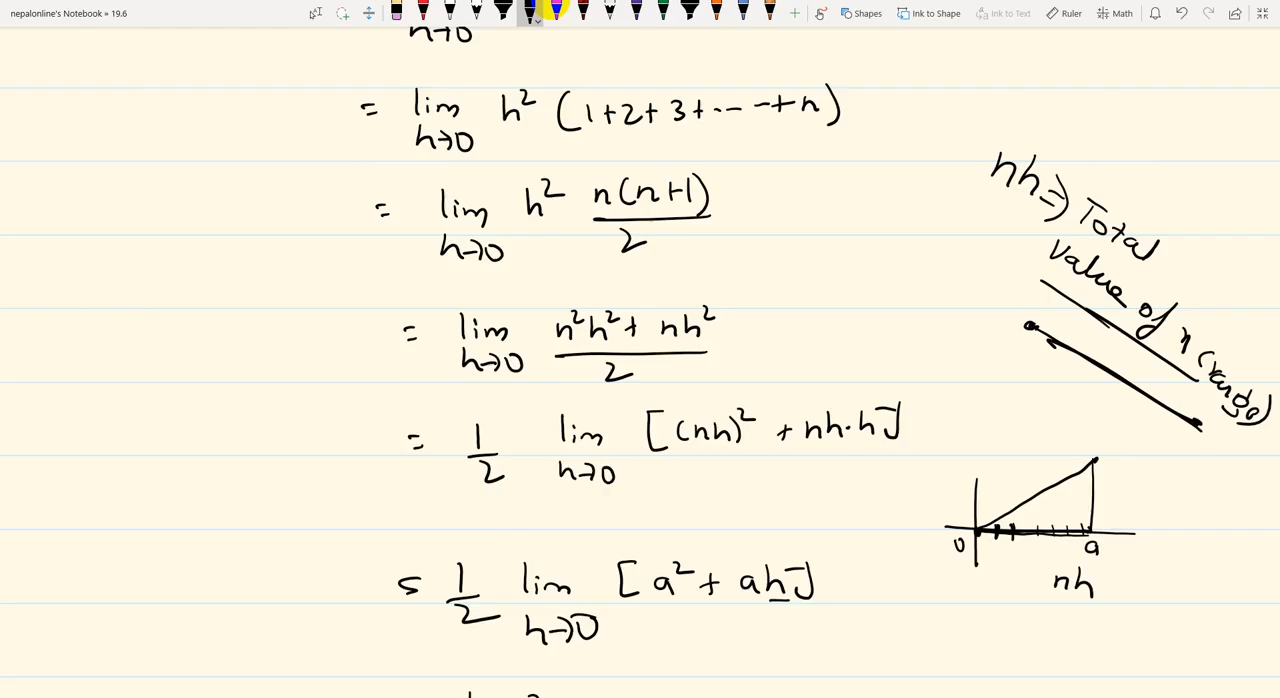 nepalonline's Notebook » 19.6
Shapes Ink to Shape Ink to Text Ruler Math
h→0
= lim h→0 h² (1+2+3+----+n)
= lim h→0 h² n(n+1)/2
= lim h→0 (n²h² + nh²)/2
= 1/2 lim h→0 [(nh)² + nh·h]
= 1/2 lim h→0 [a² + ah]
nh ⇒ Total
value of x (range)
0 a
nh